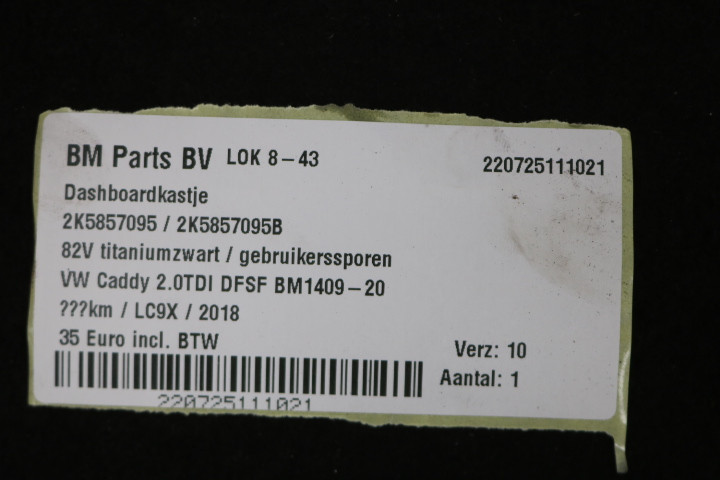 BM Parts BV LOK 8-43 220725111021
Dashboardkastje
2K5857095 / 2K5857095B
82V titaniumzwart / gebruikerssporen
VW Caddy 2.0TDI DFSF BM1409-20
???km / LC9X / 2018
35 Euro incl. BTW
Verz: 10
Aantal: 1
220725111021